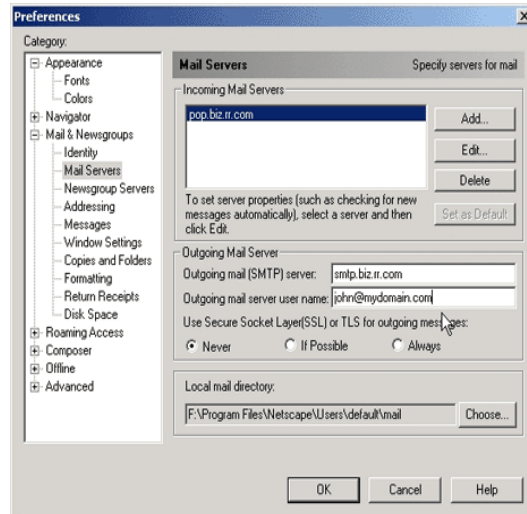 Preferences
Category:
Appearance
Fonts
Colors
Navigator
Mail & Newsgroups
Identity
Mail Servers
Newsgroup Servers
Addressing
Messages
Window Settings
Copies and Folders
Formatting
Return Receipts
Disk Space
Roaming Access
Composer
Offline
Advanced
Mail Servers Specify servers for mail
Incoming Mail Servers
pop.biz.rr.com
Add...
Edit...
Delete
Set as Default
To set server properties (such as checking for new
messages automatically), select a server and then
click Edit.
Outgoing Mail Server
Outgoing mail (SMTP) server: smtp.biz.rr.com
Outgoing mail server user name: john@mydomain.com
Use Secure Socket Layer(SSL) or TLS for outgoing messages:
Never If Possible Always
Local mail directory:
F:\Program Files\Netscape\Users\default\mail Choose...
OK Cancel Help